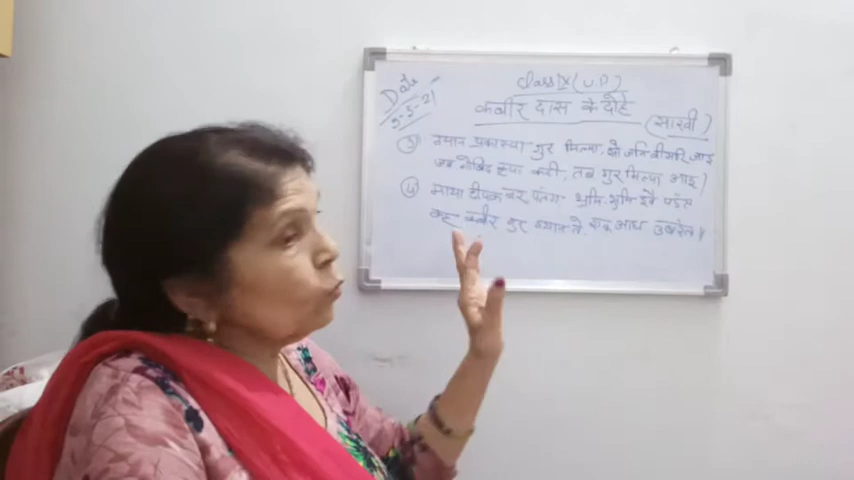 Date
5-5-21
Class IX (U.P)
कबीर दास के दोहे
(साखी)
③ ग्यान प्रकास्या गुर मिल्या, सो जनि बीसरि जाइ
जब गोबिंद कृपा करी, तब गुर मिल्या आइ।
④ माया दीपक नर पतंग भ्रमि-भ्रमि इवै पडंत
कह कबीर गुर ग्यान ते एक आध उबरंत॥